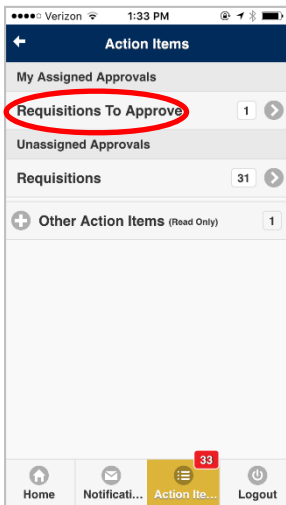 Verizon 1:33 PM
Action Items
My Assigned Approvals
Requisitions To Approve 1
Unassigned Approvals
Requisitions 31
Other Action Items (Read Only) 1
33
Home Notificati... Action Ite... Logout